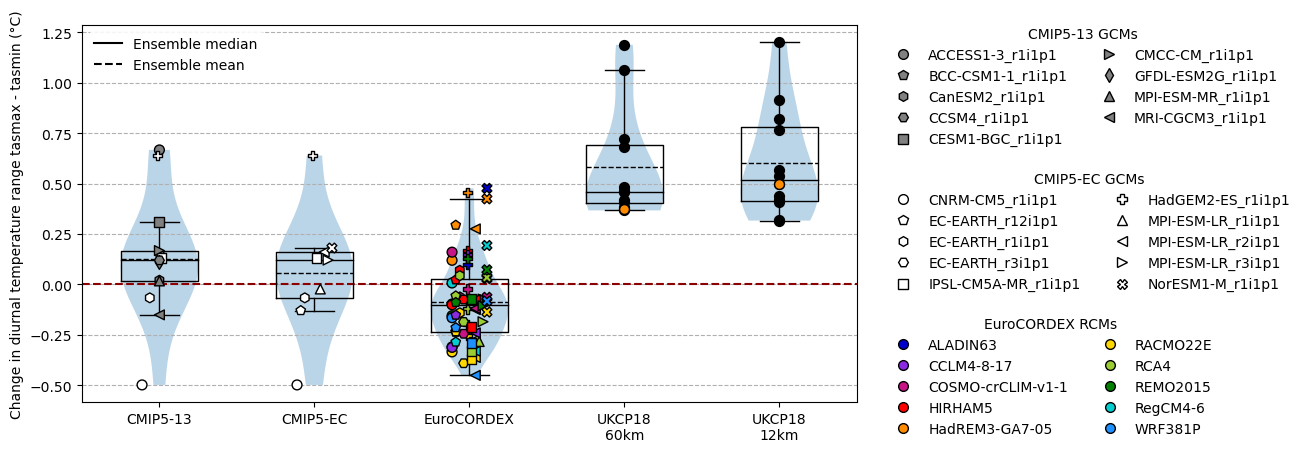 Change in diurnal temperature range tasmax - tasmin (°C)
1.25
1.00
0.75
0.50
0.25
0.00
−0.25
−0.50
Ensemble median
Ensemble mean
CMIP5-13
CMIP5-EC
EuroCORDEX
UKCP18
60km
UKCP18
12km
CMIP5-13 GCMs
ACCESS1-3_r1i1p1
BCC-CSM1-1_r1i1p1
CanESM2_r1i1p1
CCSM4_r1i1p1
CESM1-BGC_r1i1p1
CMCC-CM_r1i1p1
GFDL-ESM2G_r1i1p1
MPI-ESM-MR_r1i1p1
MRI-CGCM3_r1i1p1
CMIP5-EC GCMs
CNRM-CM5_r1i1p1
EC-EARTH_r12i1p1
EC-EARTH_r1i1p1
EC-EARTH_r3i1p1
IPSL-CM5A-MR_r1i1p1
HadGEM2-ES_r1i1p1
MPI-ESM-LR_r1i1p1
MPI-ESM-LR_r2i1p1
MPI-ESM-LR_r3i1p1
NorESM1-M_r1i1p1
EuroCORDEX RCMs
ALADIN63
CCLM4-8-17
COSMO-crCLIM-v1-1
HIRHAM5
HadREM3-GA7-05
RACMO22E
RCA4
REMO2015
RegCM4-6
WRF381P